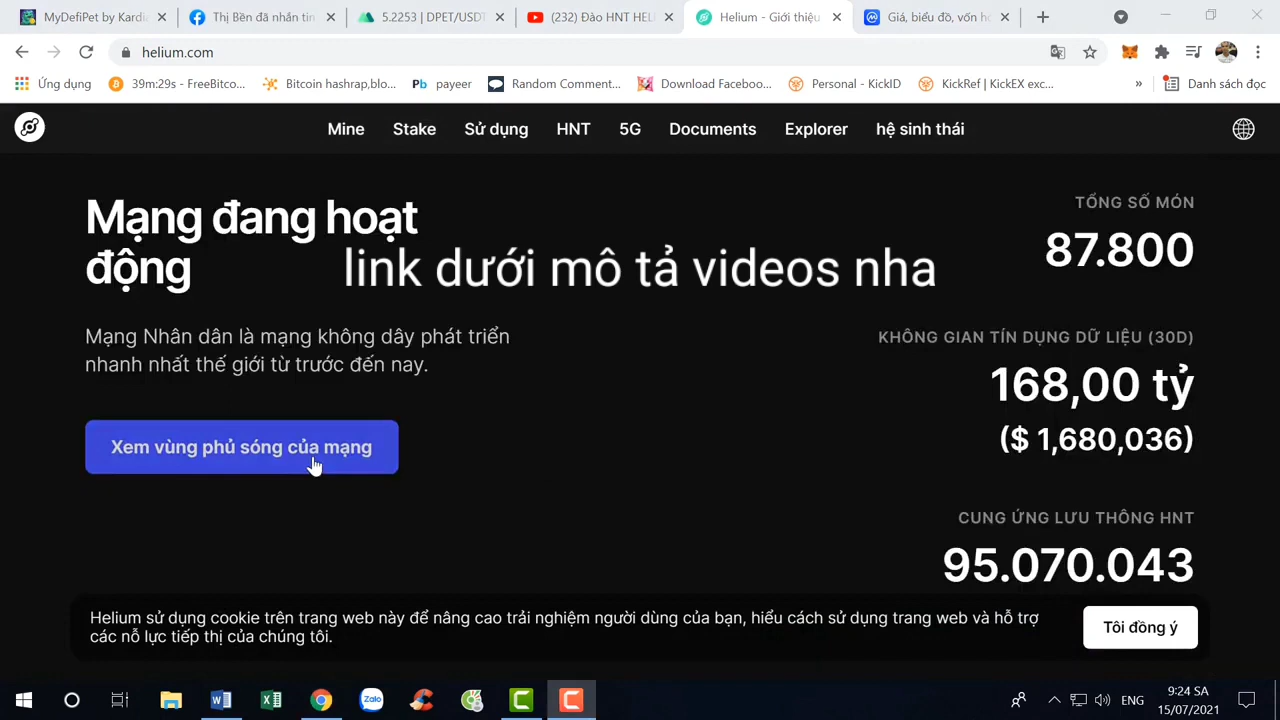 MyDefiPet by Kardia
Thị Bền đã nhắn tin
5.2253 | DPET/USDT
(232) Đào HNT HELI
Helium - Giới thiệu
Giá, biểu đồ, vốn h
helium.com
Ứng dụng
39m:29s - FreeBitco...
Bitcoin hashrap,blo...
payeer
Random Comment...
Download Faceboo...
Personal - KickID
KickRef | KickEX exc...
»
Danh sách đọc
Mine
Stake
Sử dụng
HNT
5G
Documents
Explorer
hệ sinh thái
Mạng đang hoạt
động
link dưới mô tả videos nha
Mạng Nhân dân là mạng không dây phát triển
nhanh nhất thế giới từ trước đến nay.
Xem vùng phủ sóng của mạng
TỔNG SỐ MÓN
87.800
KHÔNG GIAN TÍN DỤNG DỮ LIỆU (30D)
168,00 tỷ
($ 1,680,036)
CUNG ỨNG LƯU THÔNG HNT
95.070.043
Helium sử dụng cookie trên trang web này để nâng cao trải nghiệm người dùng của bạn, hiểu cách sử dụng trang web và hỗ trợ
các nỗ lực tiếp thị của chúng tôi.
Tôi đồng ý
Zalo
ENG
9:24 SA
15/07/2021